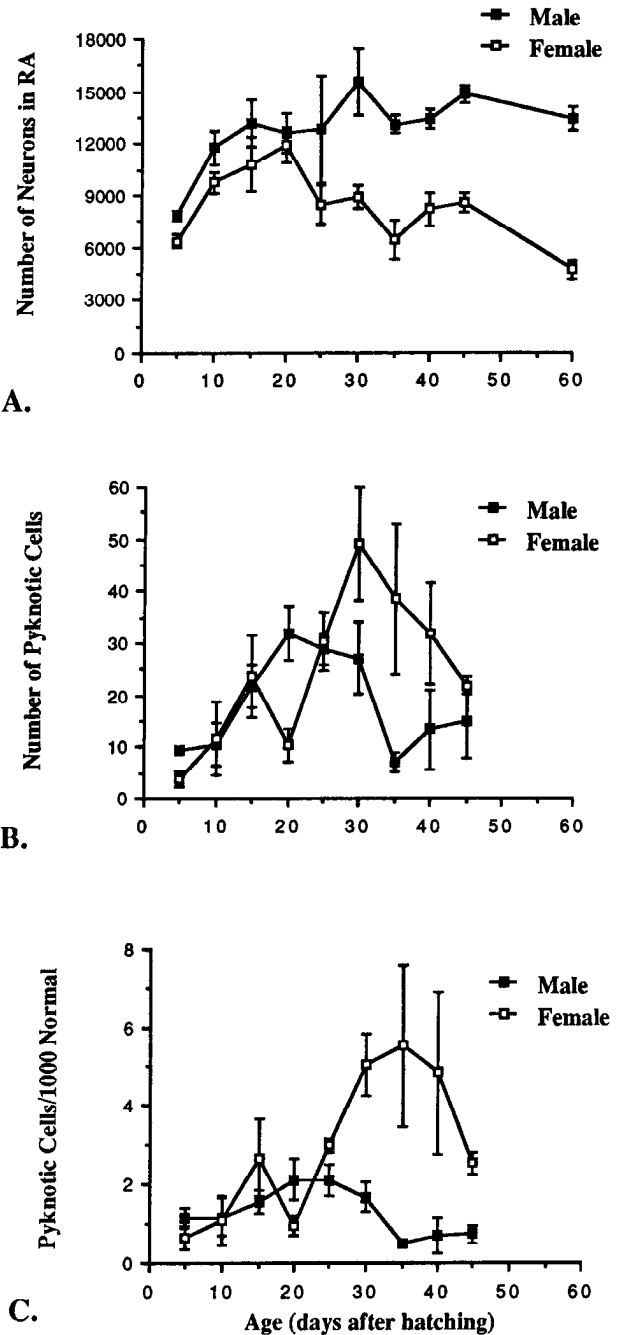 Male
Female
Number of Neurons in RA
18000
15000
12000
9000
6000
3000
0
0 10 20 30 40 50 60
A.
Male
Female
Number of Pyknotic Cells
60
50
40
30
20
10
0
0 10 20 30 40 50 60
B.
Male
Female
Pyknotic Cells/1000 Normal
8
6
4
2
0
0 10 20 30 40 50 60
C.
Age (days after hatching)